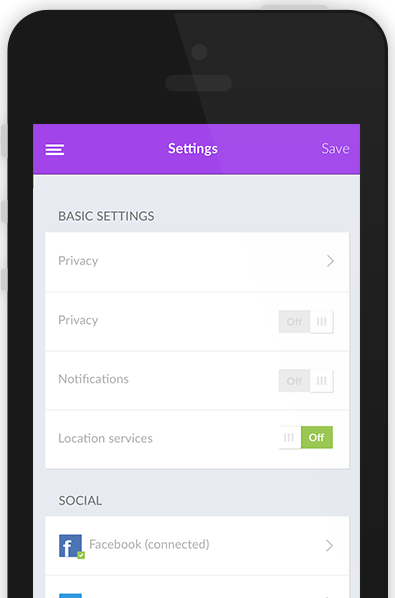 Settings
Save
BASIC SETTINGS
Privacy
Privacy
Off
Notifications
Off
Location services
Off
SOCIAL
f
Facebook (connected)